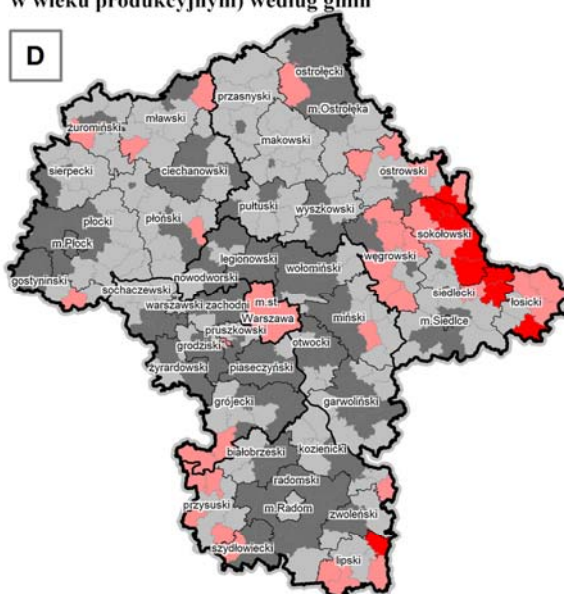 w wieku produkcyjnym) według gmin
D
ostrołęcki
przasnyski
m.Ostrołęka
mławski
żuromiński
makowski
ciechanowski
ostrowski
sierpecki
pułtuski
wyszkowski
płocki
płoński
sokołowski
m.Płock
legionowski
węgrowski
wołomiński
gostyniński
nowodworski
sochaczewski
siedlecki
łosicki
warszawski zachodni
m.st
Warszawa
miński
m.Siedlce
pruszkowski
grodziski
otwocki
żyrardowski
piaseczyński
grójecki
garwoliński
białobrzeski
kozienicki
radomski
przysuski
m.Radom
zwoleński
szydłowiecki
lipski